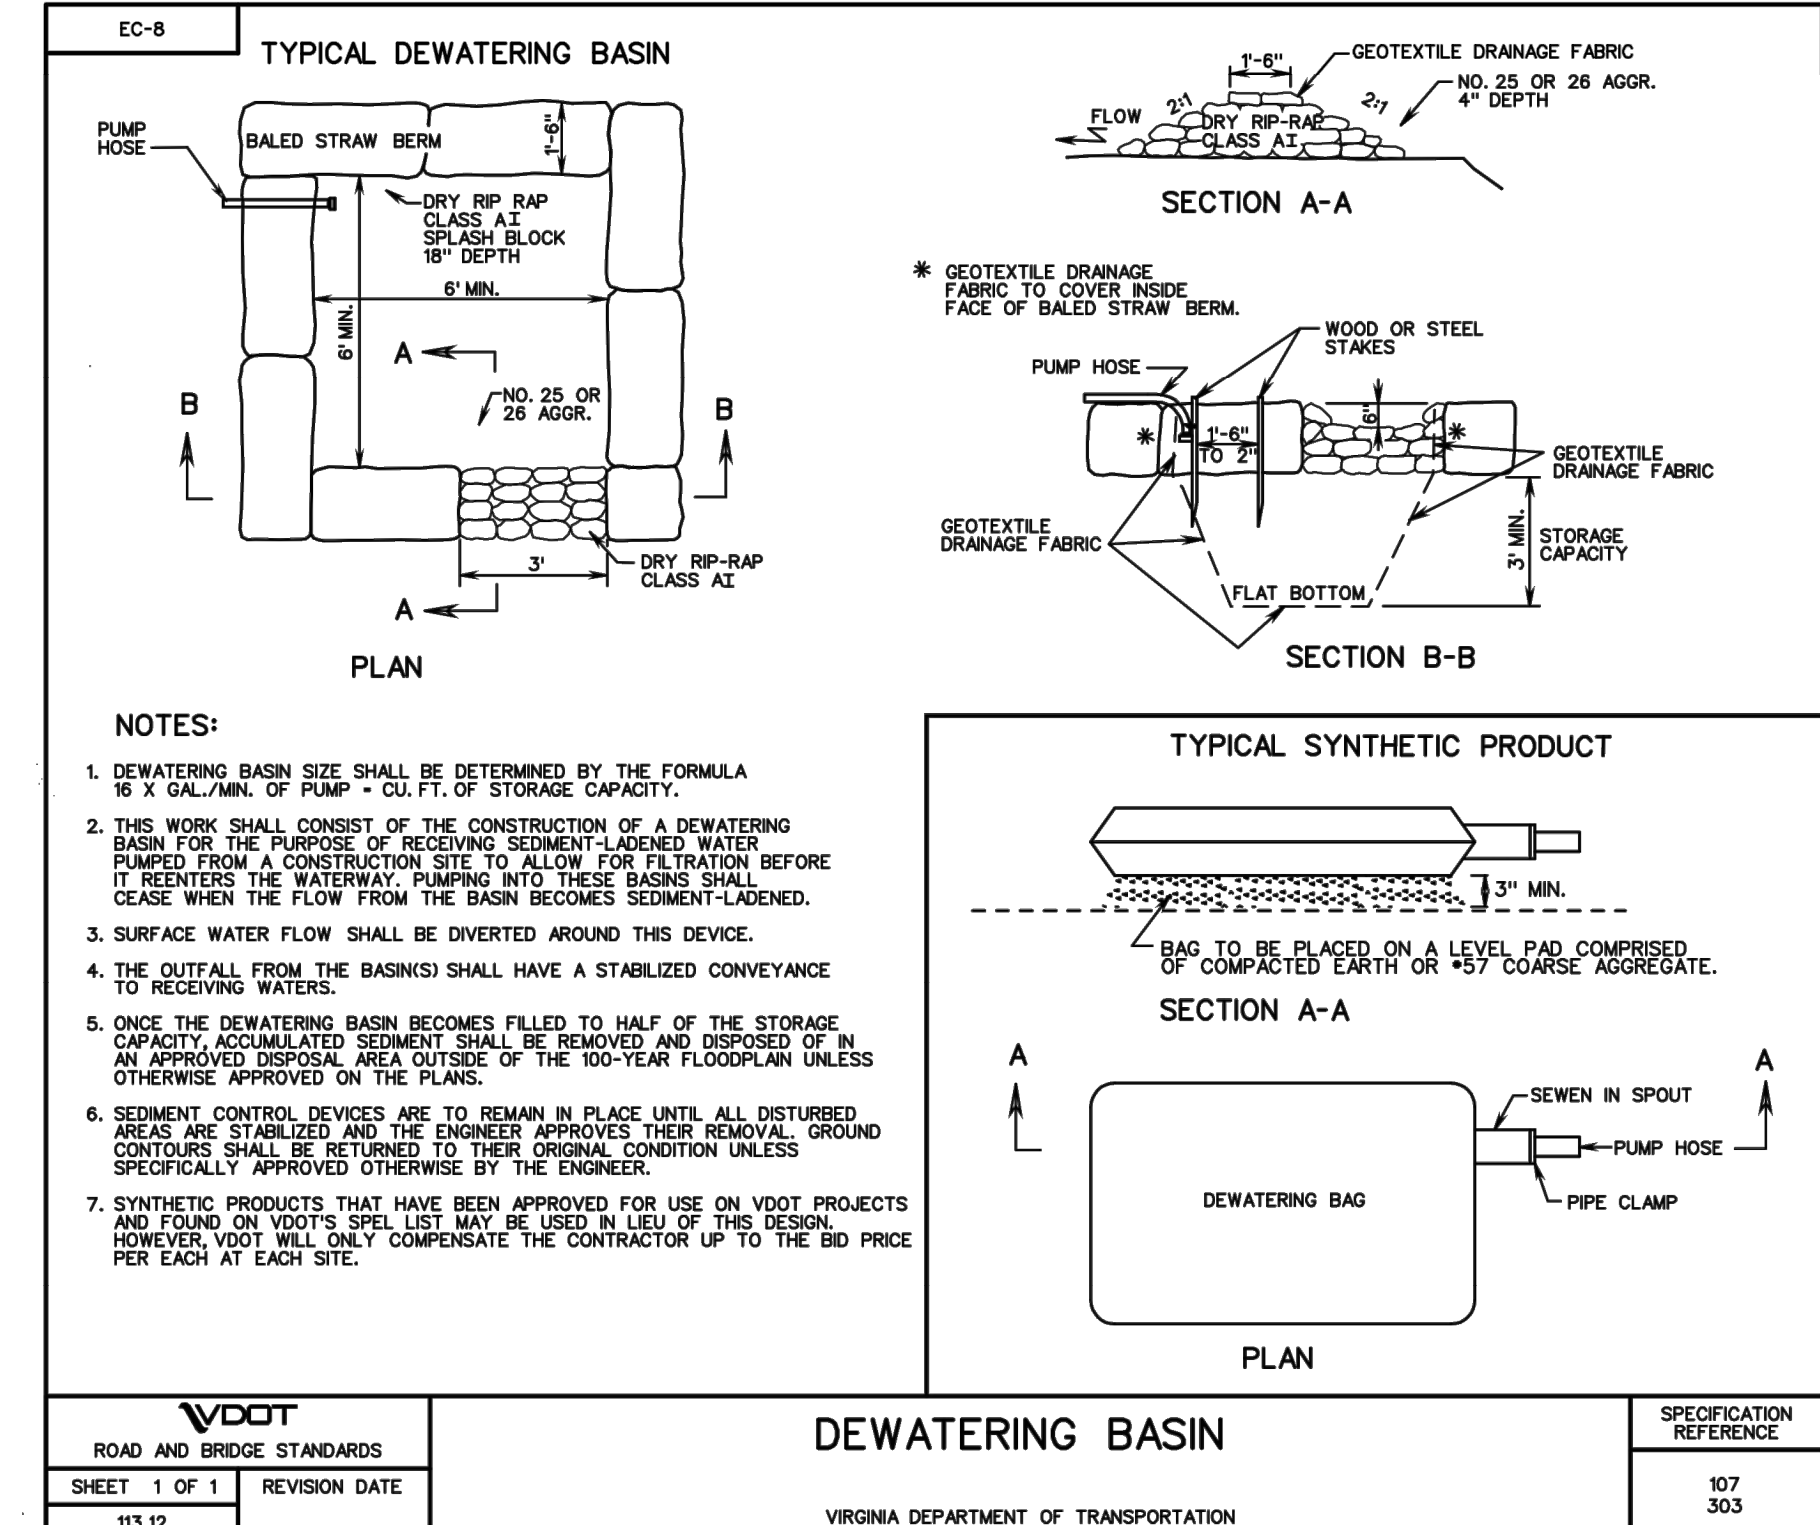 EC-8
TYPICAL DEWATERING BASIN
PUMP
HOSE
BALED STRAW BERM
1'-6"
DRY RIP RAP
CLASS AI
SPLASH BLOCK
18" DEPTH
6' MIN.
6' MIN.
A
NO. 25 OR
26 AGGR.
B
B
3'
DRY RIP-RAP
CLASS AI
A
PLAN
1'-6"
GEOTEXTILE DRAINAGE FABRIC
NO. 25 OR 26 AGGR.
4" DEPTH
2:1
2:1
FLOW
DRY RIP-RAP
CLASS AI
SECTION A-A
* GEOTEXTILE DRAINAGE
FABRIC TO COVER INSIDE
FACE OF BALED STRAW BERM.
WOOD OR STEEL
STAKES
PUMP HOSE
6"
*
1'-6"
TO 2"
*
GEOTEXTILE
DRAINAGE FABRIC
GEOTEXTILE
DRAINAGE FABRIC
3' MIN.
STORAGE
CAPACITY
FLAT BOTTOM
SECTION B-B
NOTES:
1. DEWATERING BASIN SIZE SHALL BE DETERMINED BY THE FORMULA
16 X GAL./MIN. OF PUMP = CU. FT. OF STORAGE CAPACITY.
2. THIS WORK SHALL CONSIST OF THE CONSTRUCTION OF A DEWATERING
BASIN FOR THE PURPOSE OF RECEIVING SEDIMENT-LADENED WATER
PUMPED FROM A CONSTRUCTION SITE TO ALLOW FOR FILTRATION BEFORE
IT REENTERS THE WATERWAY. PUMPING INTO THESE BASINS SHALL
CEASE WHEN THE FLOW FROM THE BASIN BECOMES SEDIMENT-LADENED.
3. SURFACE WATER FLOW SHALL BE DIVERTED AROUND THIS DEVICE.
4. THE OUTFALL FROM THE BASIN(S) SHALL HAVE A STABILIZED CONVEYANCE
TO RECEIVING WATERS.
5. ONCE THE DEWATERING BASIN BECOMES FILLED TO HALF OF THE STORAGE
CAPACITY, ACCUMULATED SEDIMENT SHALL BE REMOVED AND DISPOSED OF IN
AN APPROVED DISPOSAL AREA OUTSIDE OF THE 100-YEAR FLOODPLAIN UNLESS
OTHERWISE APPROVED ON THE PLANS.
6. SEDIMENT CONTROL DEVICES ARE TO REMAIN IN PLACE UNTIL ALL DISTURBED
AREAS ARE STABILIZED AND THE ENGINEER APPROVES THEIR REMOVAL. GROUND
CONTOURS SHALL BE RETURNED TO THEIR ORIGINAL CONDITION UNLESS
SPECIFICALLY APPROVED OTHERWISE BY THE ENGINEER.
7. SYNTHETIC PRODUCTS THAT HAVE BEEN APPROVED FOR USE ON VDOT PROJECTS
AND FOUND ON VDOT'S SPEL LIST MAY BE USED IN LIEU OF THIS DESIGN.
HOWEVER, VDOT WILL ONLY COMPENSATE THE CONTRACTOR UP TO THE BID PRICE
PER EACH AT EACH SITE.
TYPICAL SYNTHETIC PRODUCT
3" MIN.
BAG TO BE PLACED ON A LEVEL PAD COMPRISED
OF COMPACTED EARTH OR #57 COARSE AGGREGATE.
SECTION A-A
A
A
SEWEN IN SPOUT
PUMP HOSE
PIPE CLAMP
DEWATERING BAG
PLAN
VDOT
ROAD AND BRIDGE STANDARDS
SHEET 1 OF 1
REVISION DATE
113.12
DEWATERING BASIN
VIRGINIA DEPARTMENT OF TRANSPORTATION
SPECIFICATION
REFERENCE
107
303